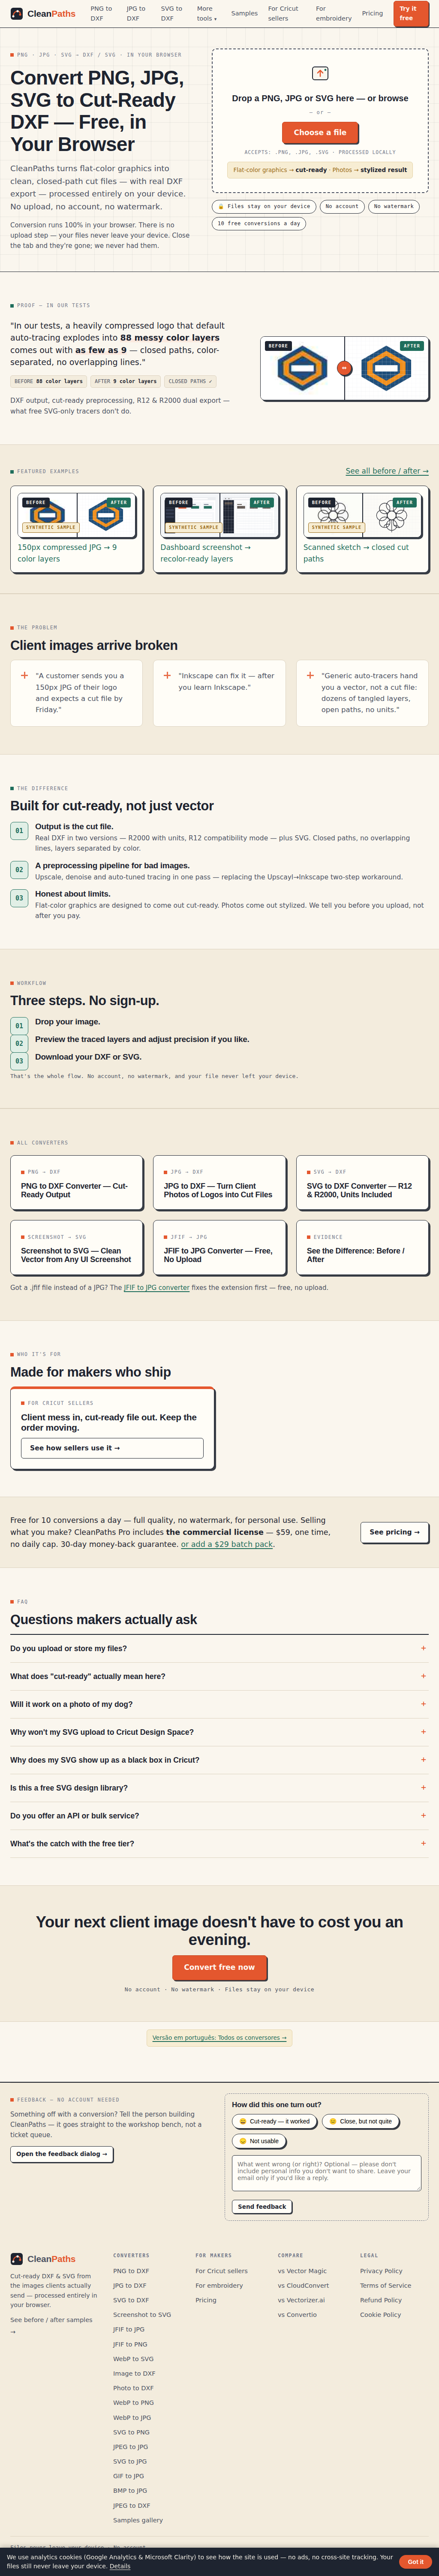 CleanPaths
PNG to DXF
JPG to DXF
SVG to DXF
More tools ▾
Samples
For Cricut sellers
For embroidery
Pricing
Try it free
PNG · JPG · SVG → DXF / SVG · IN YOUR BROWSER
Convert PNG, JPG,
SVG to Cut-Ready
DXF — Free, in
Your Browser
CleanPaths turns flat-color graphics into
clean, closed-path cut files — with real DXF
export — processed entirely on your device.
No upload, no account, no watermark.
Conversion runs 100% in your browser. There is no
upload step — your files never leave your device. Close
the tab and they're gone; we never had them.
Drop a PNG, JPG or SVG here — or browse
— or —
Choose a file
ACCEPTS: .PNG, .JPG, .SVG · PROCESSED LOCALLY
Flat-color graphics → cut-ready · Photos → stylized result
🔒 Files stay on your device
No account
No watermark
10 free conversions a day
PROOF — IN OUR TESTS
"In our tests, a heavily compressed logo that default
auto-tracing explodes into 88 messy color layers
comes out with as few as 9 — closed paths, color-
separated, no overlapping lines."
BEFORE 88 color layers
AFTER 9 color layers
CLOSED PATHS ✓
DXF output, cut-ready preprocessing, R12 & R2000 dual export —
what free SVG-only tracers don't do.
BEFORE
AFTER
FEATURED EXAMPLES
See all before / after →
BEFORE
AFTER
SYNTHETIC SAMPLE
150px compressed JPG → 9
color layers
BEFORE
AFTER
SYNTHETIC SAMPLE
Dashboard screenshot →
recolor-ready layers
BEFORE
AFTER
SYNTHETIC SAMPLE
Scanned sketch → closed cut
paths
THE PROBLEM
Client images arrive broken
"A customer sends you a
150px JPG of their logo
and expects a cut file by
Friday."
"Inkscape can fix it — after
you learn Inkscape."
"Generic auto-tracers hand
you a vector, not a cut file:
dozens of tangled layers,
open paths, no units."
THE DIFFERENCE
Built for cut-ready, not just vector
01
Output is the cut file.
Real DXF in two versions — R2000 with units, R12 compatibility mode — plus SVG. Closed paths, no overlapping
lines, layers separated by color.
02
A preprocessing pipeline for bad images.
Upscale, denoise and auto-tracing in one pass — replacing the Upscayl→Inkscape two-step workaround.
03
Honest about limits.
Flat-color graphics are designed to come out cut-ready. Photos come out stylized. We tell you before you upload, not
after you pay.
WORKFLOW
Three steps. No sign-up.
01
Drop your image.
02
Preview the traced layers and adjust precision if you like.
03
Download your DXF or SVG.
That's the whole flow. No account, no watermark, and your file never left your device.
ALL CONVERTERS
PNG → DXF
PNG to DXF Converter — Cut-
Ready Output
JPG → DXF
JPG to DXF — Turn Client
Photos of Logos into Cut Files
SVG → DXF
SVG to DXF Converter — R12
& R2000, Units Included
SCREENSHOT → SVG
Screenshot to SVG — Clean
Vector from Any UI Screenshot
JFIF → JPG
JFIF to JPG Converter — Free,
No Upload
EVIDENCE
See the Difference: Before /
After
Got a .jfif file instead of a JPG? The JFIF to JPG converter fixes the extension first — free, no upload.
WHO IT'S FOR
Made for makers who ship
FOR CRICUT SELLERS
Client mess in, cut-ready file out. Keep the
order moving.
See how sellers use it →
Free for 10 conversions a day — full quality, no watermark, for personal use. Selling
what you make? CleanPaths Pro includes the commercial license — $59, one time,
no daily cap. 30-day money-back guarantee. or add a $29 batch pack.
See pricing →
FAQ
Questions makers actually ask
Do you upload or store my files? +
What does "cut-ready" actually mean here? +
Will it work on a photo of my dog? +
Why won't my SVG upload to Cricut Design Space? +
Why does my SVG show up as a black box in Cricut? +
Is this a free SVG design library? +
Do you offer an API or bulk service? +
What's the catch with the free tier? +
Your next client image doesn't have to cost you an
evening.
Convert free now
No account · No watermark · Files stay on your device
Versão em português: Todos os conversores →
FEEDBACK — NO ACCOUNT NEEDED
Something off with a conversion? Tell the person building
CleanPaths — it goes straight to the workshop bench, not a
ticket queue.
Open the feedback dialog →
How did this one turn out?
😀 Cut-ready — it worked
😐 Close, but not quite
😞 Not usable
What went wrong (or right)? Optional — please don't
include personal info you don't want to share. Leave your
email only if you'd like a reply.
Send feedback
CleanPaths
Cut-ready DXF & SVG from
the images clients actually
send — processed entirely in
your browser.
See before / after samples
→
CONVERTERS
PNG to DXF
JPG to DXF
SVG to DXF
Screenshot to SVG
JFIF to JPG
JFIF to PNG
WebP to SVG
Image to DXF
Photo to DXF
WebP to PNG
WebP to JPG
SVG to PNG
JPEG to JPG
SVG to JPG
GIF to JPG
BMP to JPG
JPEG to DXF
Samples gallery
FOR MAKERS
For Cricut sellers
For embroidery
Pricing
COMPARE
vs Vector Magic
vs CloudConvert
vs Vectorizer.ai
vs Convertio
LEGAL
Privacy Policy
Terms of Service
Refund Policy
Cookie Policy
We use analytics cookies (Google Analytics & Microsoft Clarity) to see how the site is used — no ads, no cross-site tracking. Your
files still never leave your device. Details
Got it